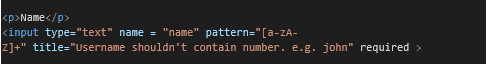 <p>Name</p>
<input type="text" name = "name" pattern="[a-zA-
Z]+" title="Username shouldn't contain number. e.g. john" required >